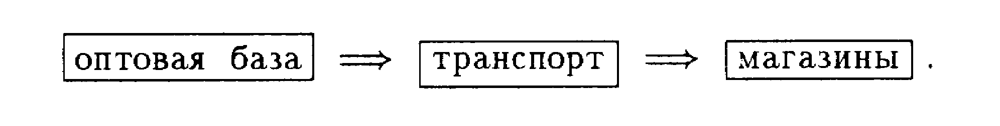 оптовая база ⟹ транспорт ⟹ магазины .